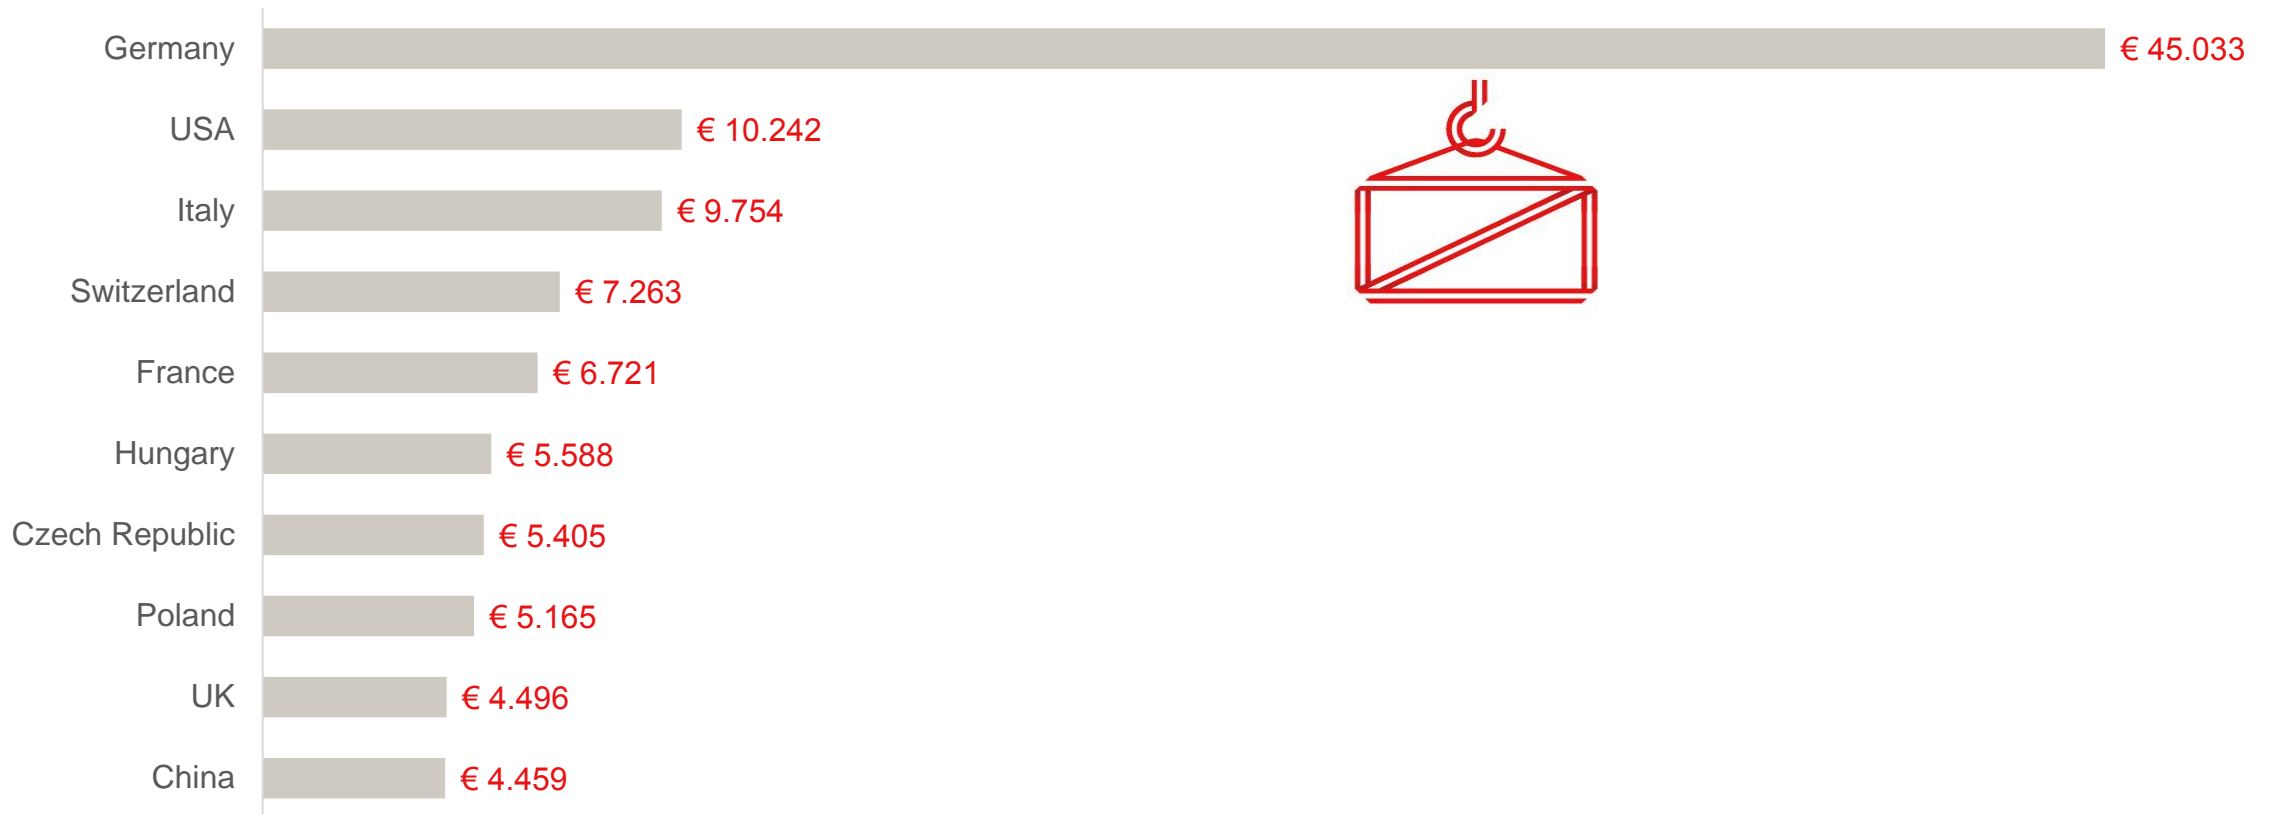 Germany € 45.033
USA € 10.242
Italy € 9.754
Switzerland € 7.263
France € 6.721
Hungary € 5.588
Czech Republic € 5.405
Poland € 5.165
UK € 4.496
China € 4.459